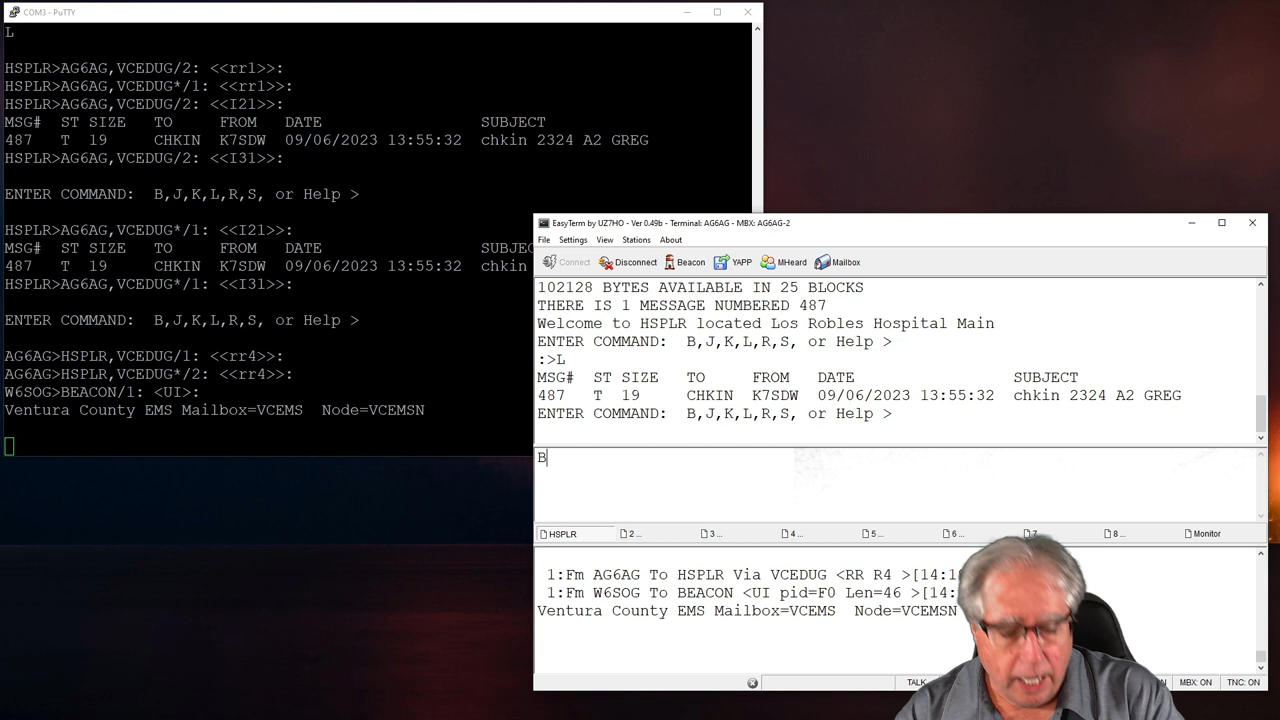 COM3 - PuTTY
L
HSPLR>AG6AG,VCEDUG/2: <<rr1>>:
HSPLR>AG6AG,VCEDUG*/1: <<rr1>>:
HSPLR>AG6AG,VCEDUG/2: <<I21>>:
MSG# ST SIZE TO FROM DATE SUBJECT
487 T 19 CHKIN K7SDW 09/06/2023 13:55:32 chkin 2324 A2 GREG
HSPLR>AG6AG,VCEDUG/2: <<I31>>:
ENTER COMMAND: B,J,K,L,R,S, or Help >
HSPLR>AG6AG,VCEDUG*/1: <<I21>>:
MSG# ST SIZE TO FROM DATE SUBJ
487 T 19 CHKIN K7SDW 09/06/2023 13:55:32 chkin
HSPLR>AG6AG,VCEDUG*/1: <<I31>>:
ENTER COMMAND: B,J,K,L,R,S, or Help >
AG6AG>HSPLR,VCEDUG/1: <<rr4>>:
AG6AG>HSPLR,VCEDUG*/2: <<rr4>>:
W6SOG>BEACON/1: <UI>:
Ventura County EMS Mailbox=VCEMS Node=VCEMSN
EasyTerm by UZ7HO - Ver 0.49b - Terminal: AG6AG - MBX: AG6AG-2
File Settings View Stations About
Connect Disconnect Beacon YAPP MHeard Mailbox
102128 BYTES AVAILABLE IN 25 BLOCKS
THERE IS 1 MESSAGE NUMBERED 487
Welcome to HSPLR located Los Robles Hospital Main
ENTER COMMAND: B,J,K,L,R,S, or Help >
:>L
MSG# ST SIZE TO FROM DATE SUBJECT
487 T 19 CHKIN K7SDW 09/06/2023 13:55:32 chkin 2324 A2 GREG
ENTER COMMAND: B,J,K,L,R,S, or Help >
B
HSPLR 2 ... 3 ... 4 ... 5 ... 6 ... 7 ... 8 ... Monitor
1:Fm AG6AG To HSPLR Via VCEDUG <RR R4 >[14:1
1:Fm W6SOG To BEACON <UI pid=F0 Len=46 >[14:
Ventura County EMS Mailbox=VCEMS Node=VCEMSN
TALK MBX: ON TNC: ON